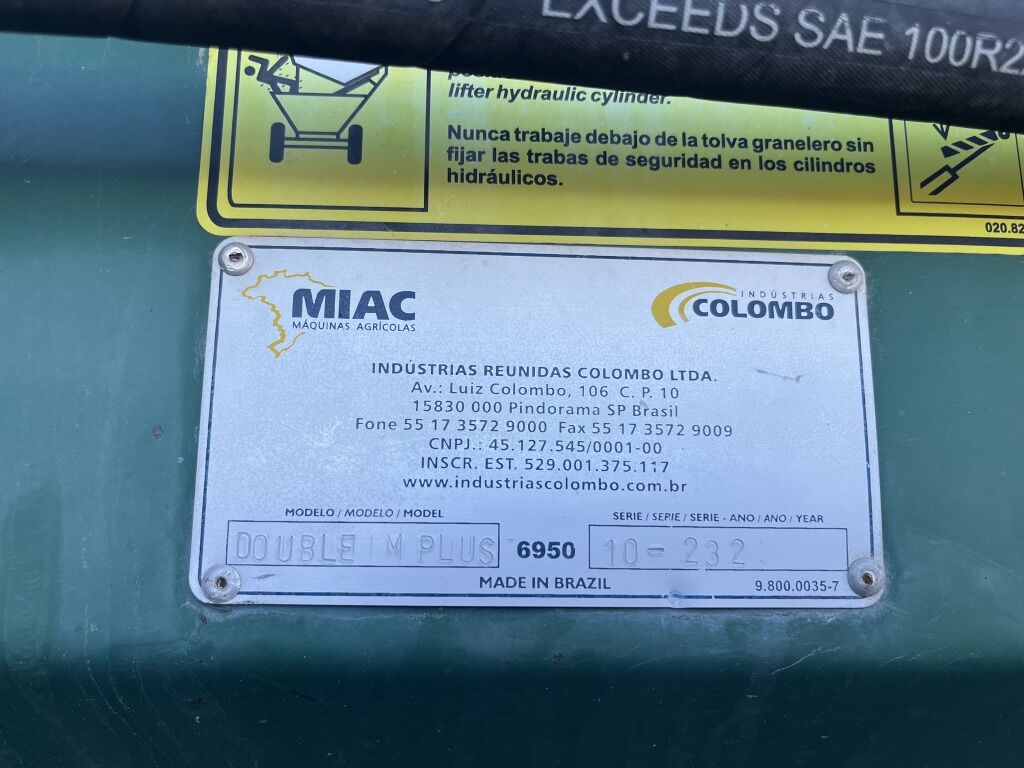 EXCEEDS SAE 100R2
lifter hydraulic cylinder.
Nunca trabaje debajo de la tolva granelero sin
fijar las trabas de seguridad en los cilindros
hidráulicos.
020.82
MIAC
MÁQUINAS AGRÍCOLAS
INDÚSTRIAS
COLOMBO
INDÚSTRIAS REUNIDAS COLOMBO LTDA.
Av.: Luiz Colombo, 106 C. P. 10
15830 000 Pindorama SP Brasil
Fone 55 17 3572 9000 Fax 55 17 3572 9009
CNPJ.: 45.127.545/0001-00
INSCR. EST. 529.001.375.117
www.industriascolombo.com.br
MODELO / MODELO / MODEL
SÉRIE / SEPIE / SERIE - ANO / ANO / YEAR
DOUBLE M PLUS 6950 10-232
MADE IN BRAZIL
9.800.0035-7